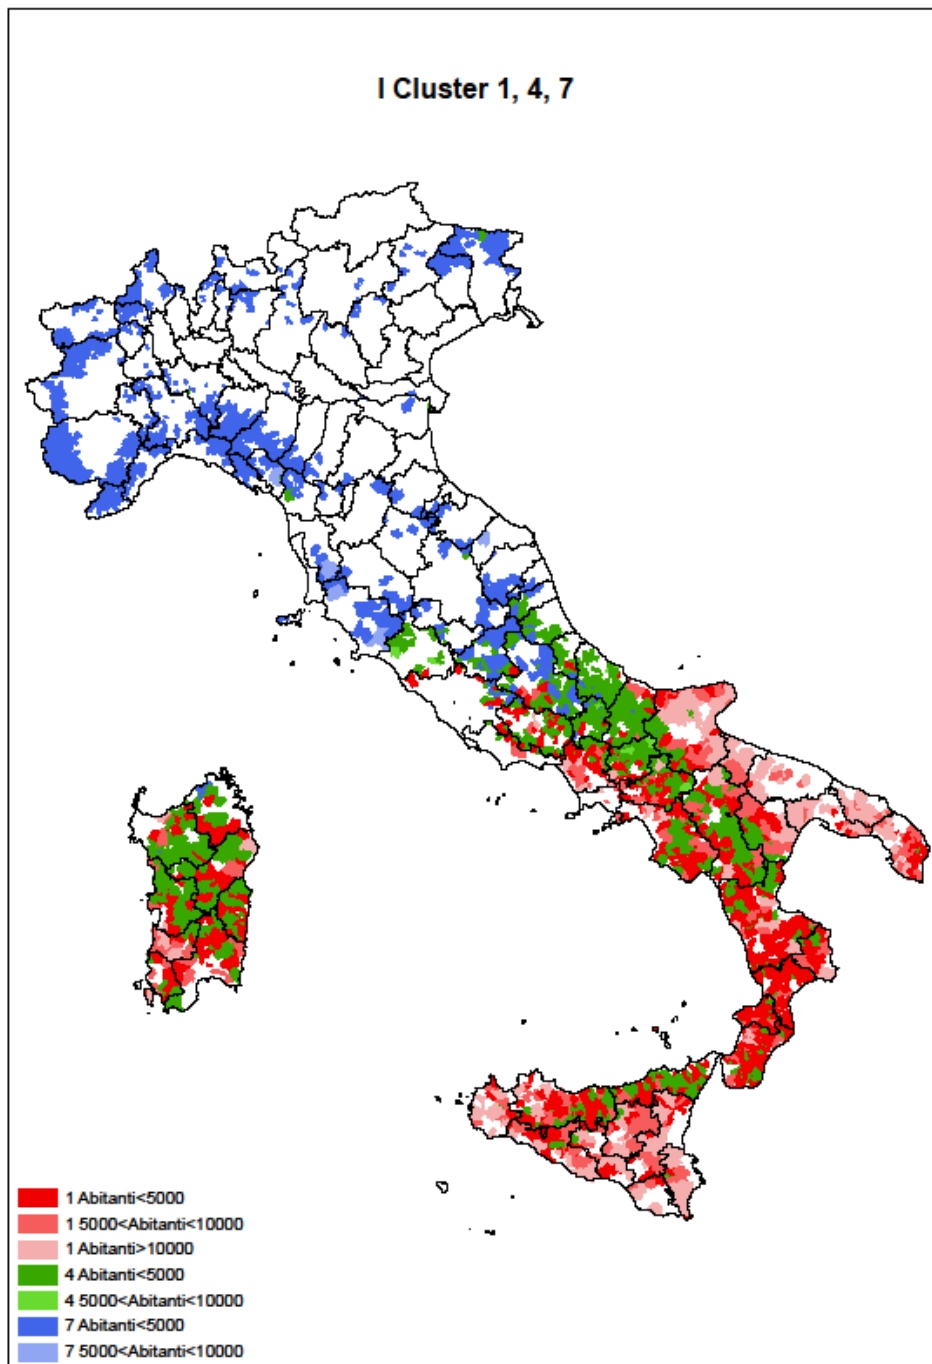 I Cluster 1, 4, 7
1 Abitanti<5000
1 5000<Abitanti<10000
1 Abitanti>10000
4 Abitanti<5000
4 5000<Abitanti<10000
7 Abitanti<5000
7 5000<Abitanti<10000